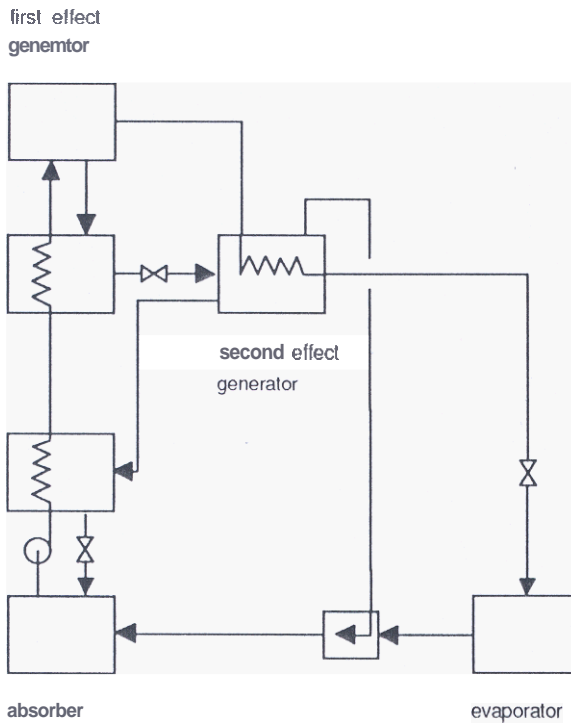 first effect
genemtor
second effect
generator
absorber
evaporator